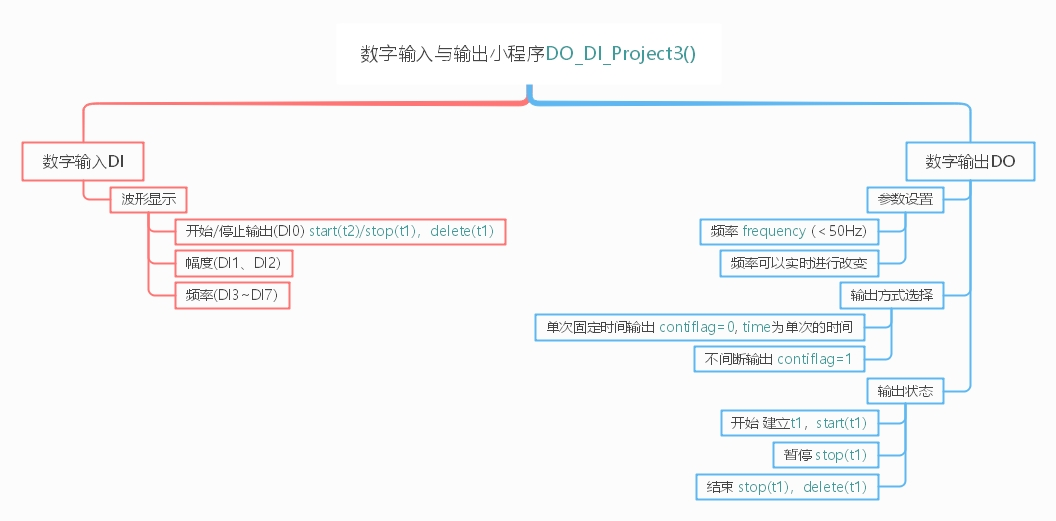 数字输入与输出小程序DO_DI_Project3()
数字输入DI
波形显示
开始/停止输出(DI0) start(t2)/stop(t1)，delete(t1)
幅度(DI1、DI2)
频率(DI3~DI7)
数字输出DO
参数设置
频率 frequency (＜50Hz)
频率可以实时进行改变
输出方式选择
单次固定时间输出 contiflag=0, time为单次的时间
不间断输出 contiflag=1
输出状态
开始 建立t1，start(t1)
暂停 stop(t1)
结束 stop(t1)，delete(t1)